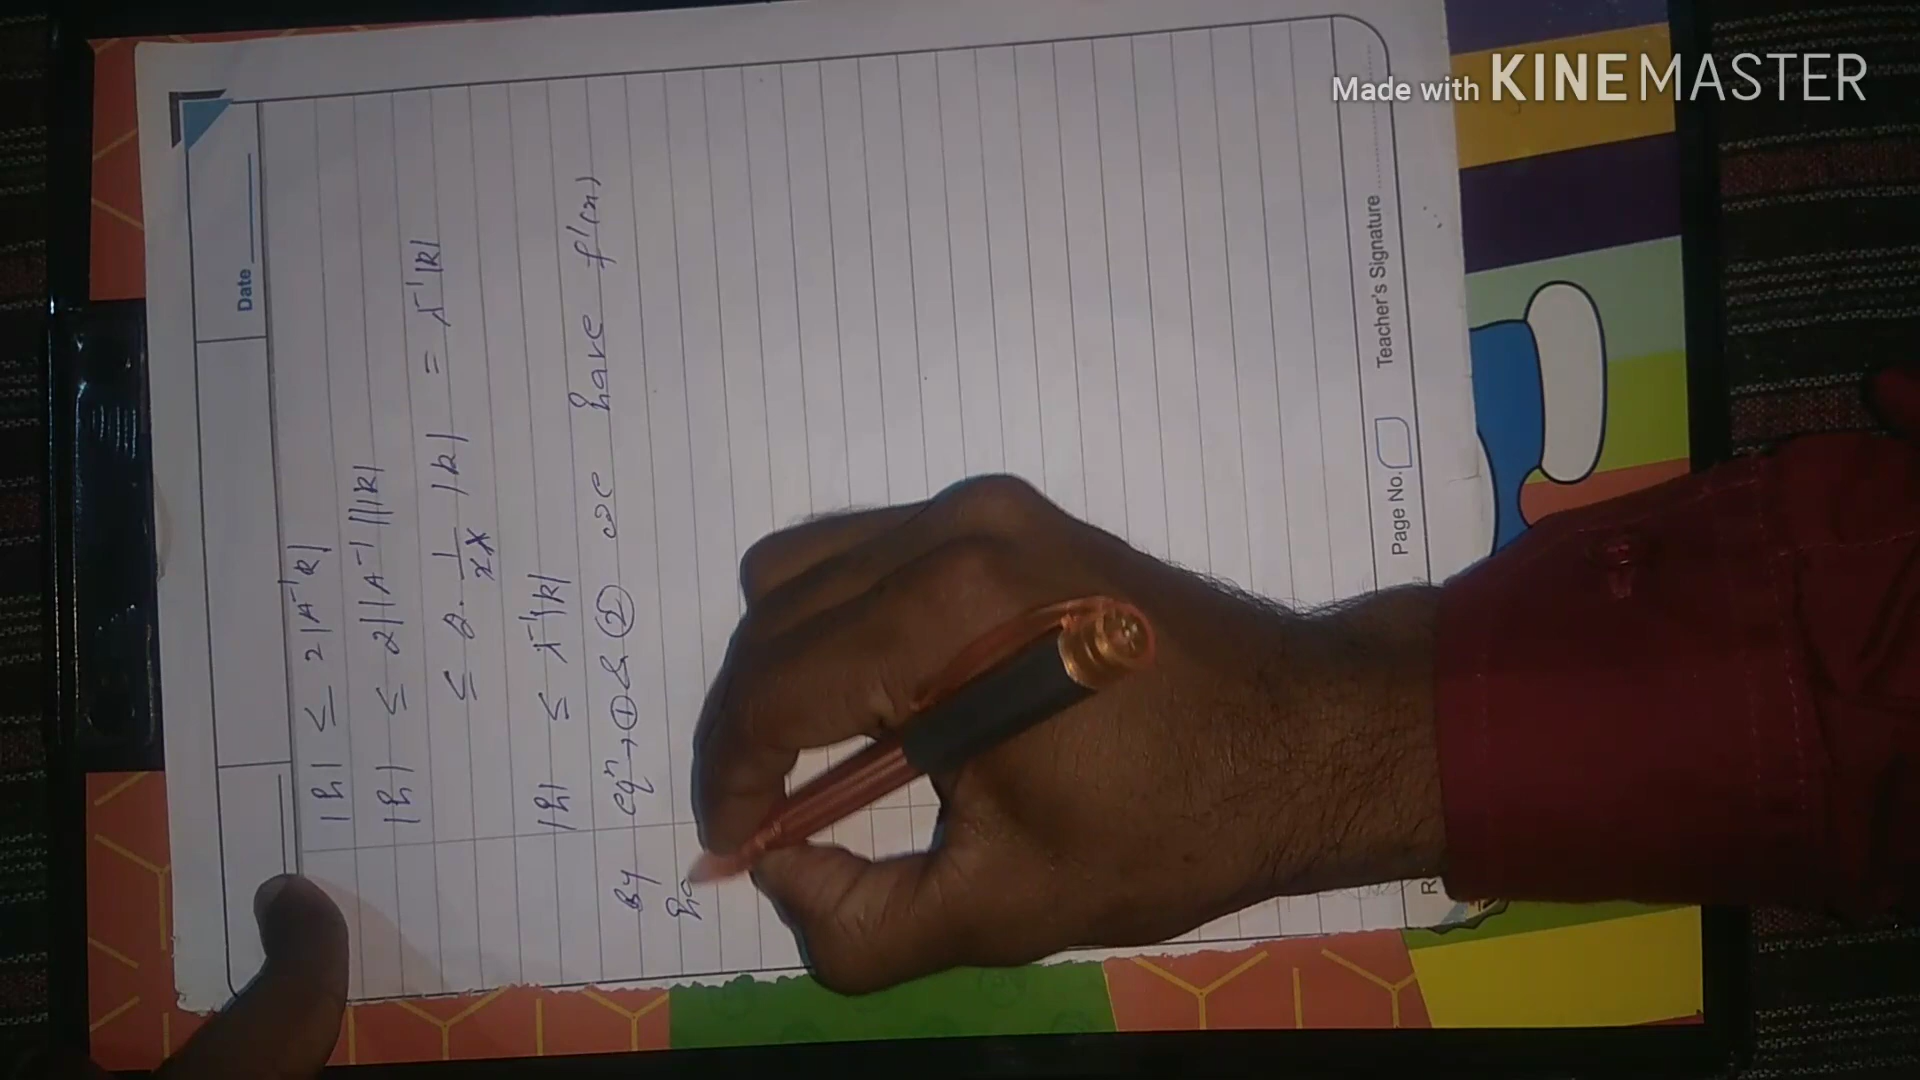 Made with KINEMASTER
Date
|h| ≤ 2|A⁻¹k|
|h| ≤ 2||A⁻¹|||k|
≤ 2 · 1/2λ |k| = λ⁻¹|k|
|h| ≤ λ⁻¹|k|
By eqⁿ → ① & ② we have f'(x)
ha
Page No. Teacher's Signature